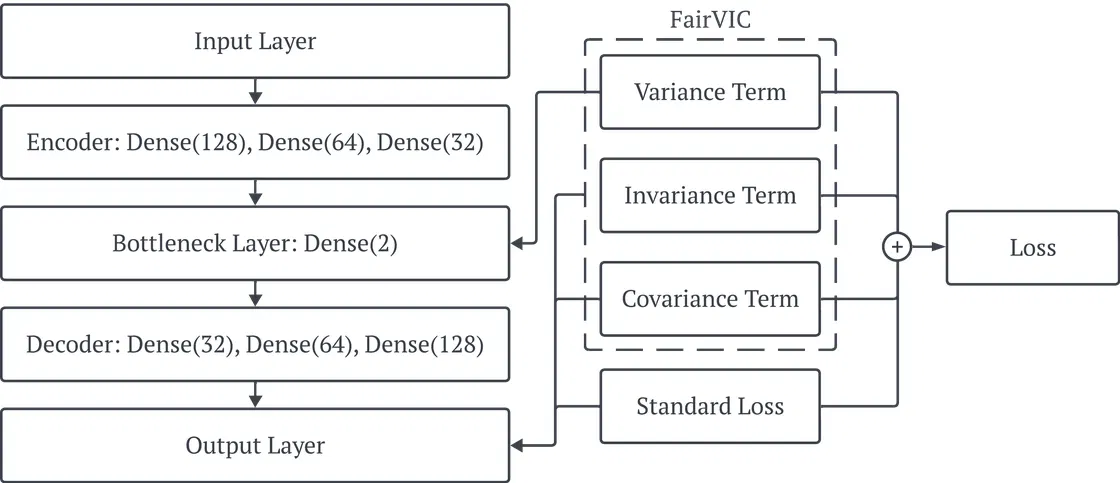 Input Layer
Encoder: Dense(128), Dense(64), Dense(32)
Bottleneck Layer: Dense(2)
Decoder: Dense(32), Dense(64), Dense(128)
Output Layer
FairVIC
Variance Term
Invariance Term
Covariance Term
Standard Loss
+
Loss